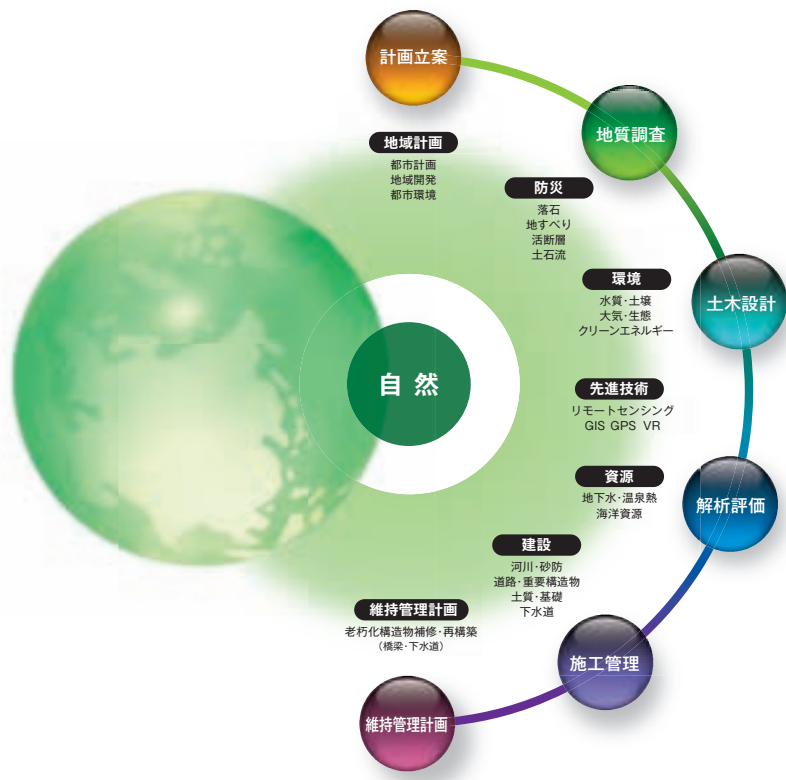 計画立案
地質調査
地域計画
都市計画
地域開発
都市環境
防災
落石
地すべり
活断層
土石流
土木設計
環境
水質・土壌
大気・生態
クリーンエネルギー
自然
先進技術
リモートセンシング
GIS GPS VR
資源
地下水・温泉熱
海洋資源
解析評価
建設
河川・砂防
道路・重要構造物
土質・基礎
下水道
維持管理計画
老朽化構造物補修・再構築
(橋梁・下水道)
施工管理
維持管理計画